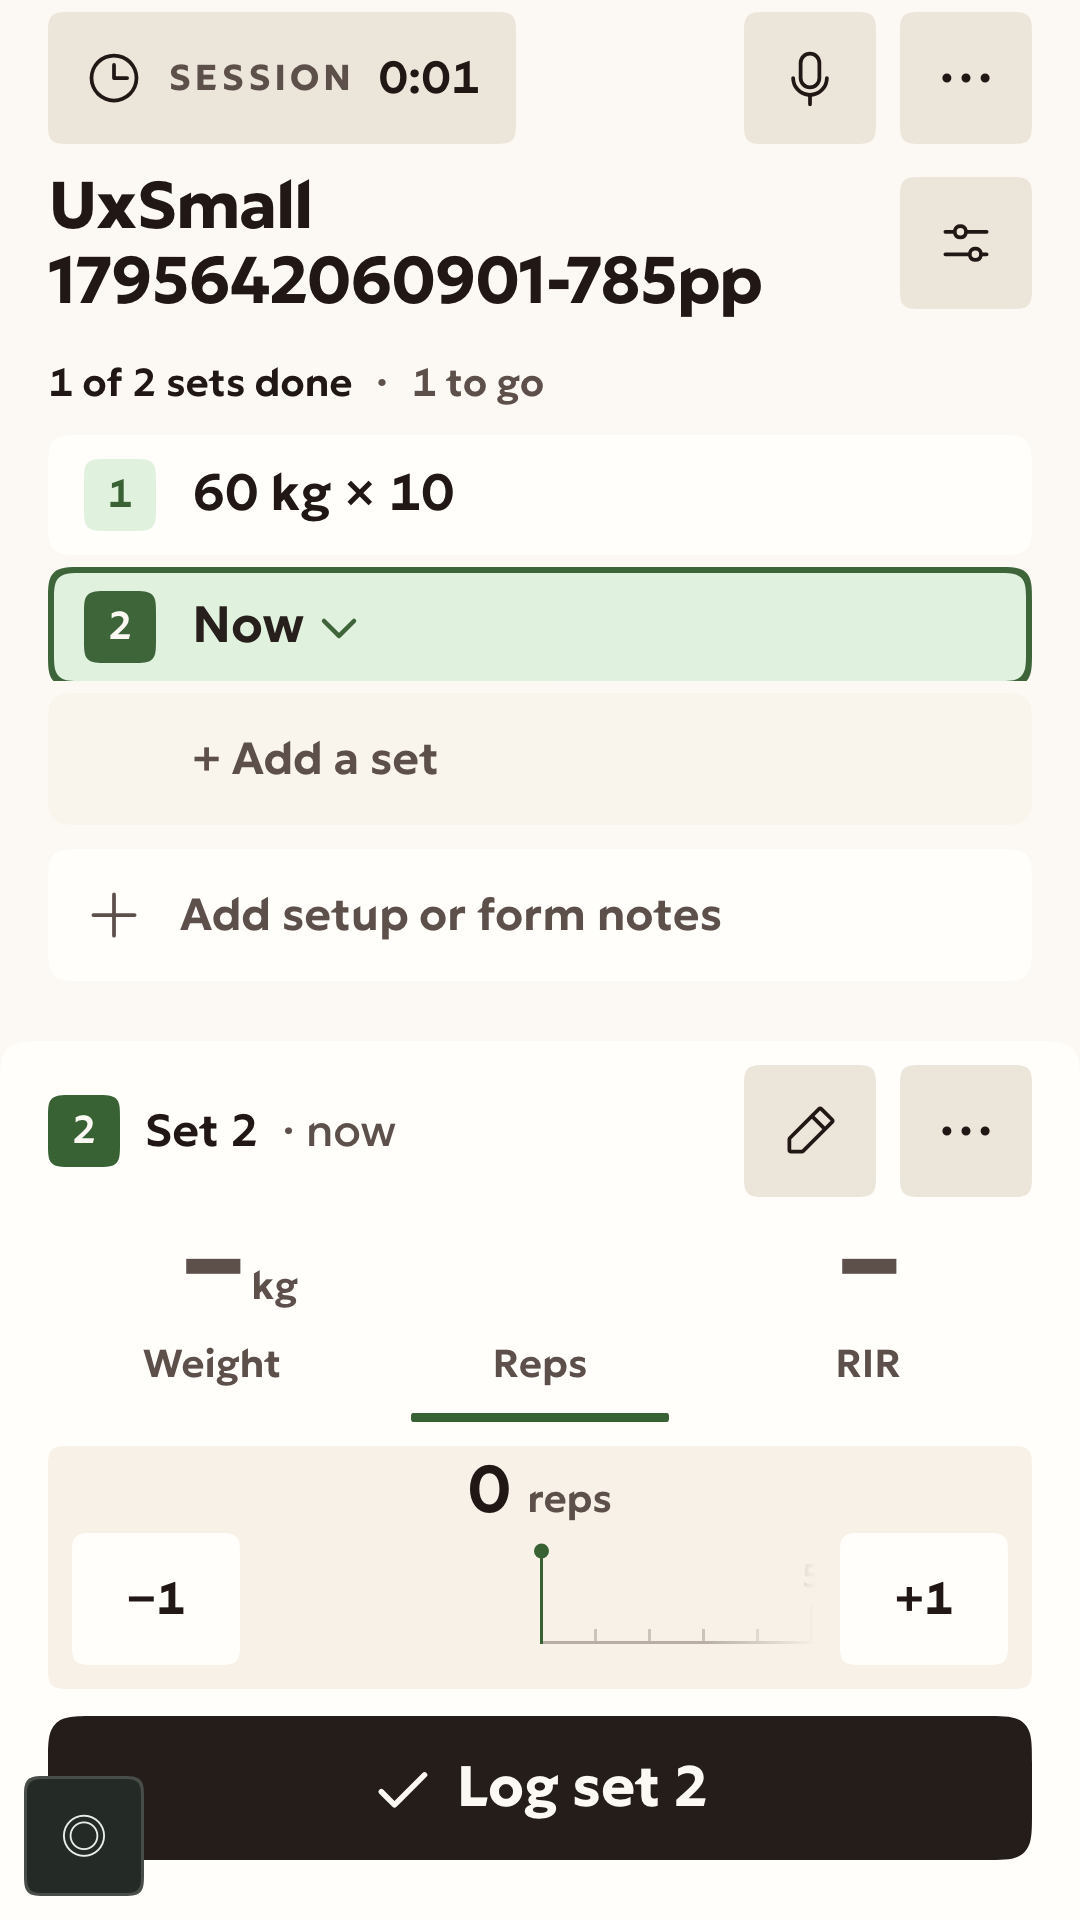 SESSION 0:01
UxSmall
1795642060901-785pp
1 of 2 sets done · 1 to go
1 60 kg × 10
2 Now
+ Add a set
Add setup or form notes
2 Set 2 · now
– kg
–
Weight Reps RIR
0 reps
5
−1 +1
Log set 2